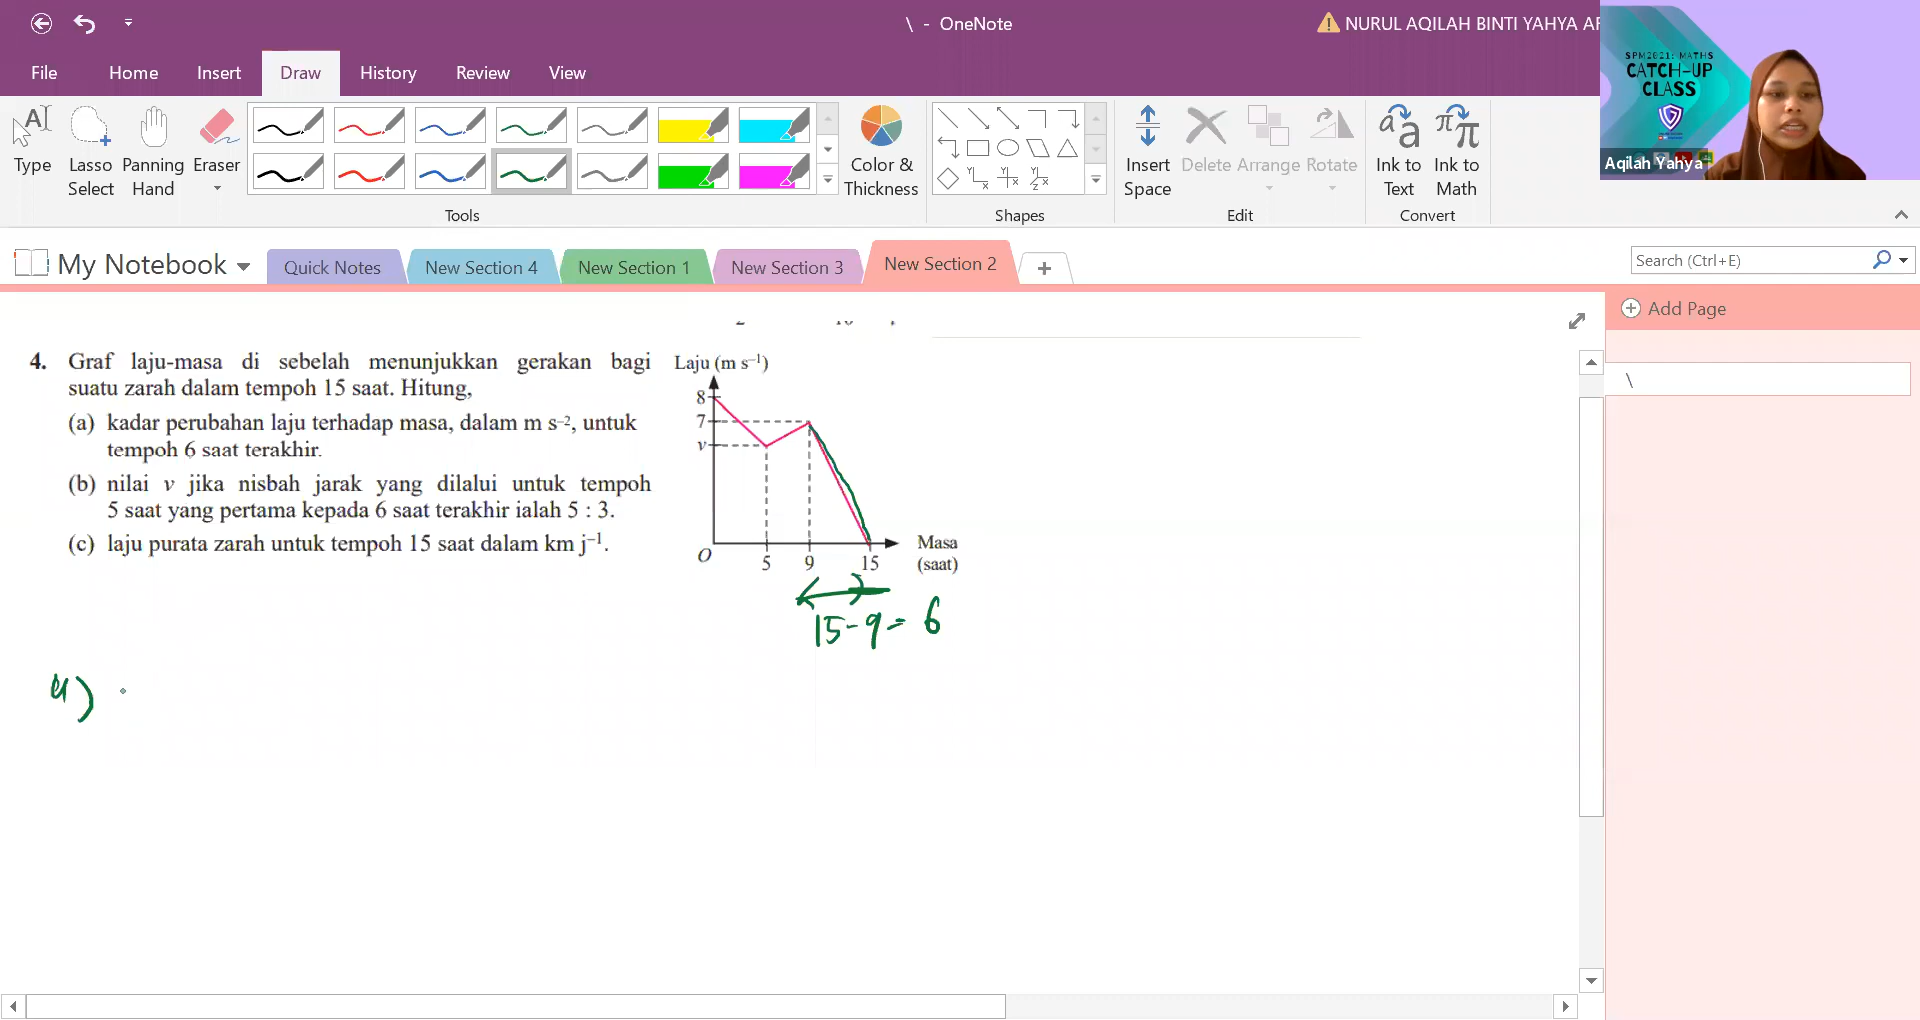 \ - OneNote
NURUL AQILAH BINTI YAHYA
SPM2021: MATHS
CATCH-UP
CLASS
Aqilah Yahya
File Home Insert Draw History Review View
Type
Lasso Select
Panning Hand
Eraser
Color & Thickness
Insert Space
Delete
Arrange
Rotate
Ink to Text
Ink to Math
Tools
Shapes
Edit
Convert
My Notebook
Quick Notes
New Section 4
New Section 1
New Section 3
New Section 2
Search (Ctrl+E)
Add Page
\
4. Graf laju-masa di sebelah menunjukkan gerakan bagi
suatu zarah dalam tempoh 15 saat. Hitung,
(a) kadar perubahan laju terhadap masa, dalam m s⁻², untuk
tempoh 6 saat terakhir.
(b) nilai v jika nisbah jarak yang dilalui untuk tempoh
5 saat yang pertama kepada 6 saat terakhir ialah 5 : 3.
(c) laju purata zarah untuk tempoh 15 saat dalam km j⁻¹.
Laju (m s⁻¹)
8
7
v
O
5 9 15
Masa
(saat)
15 - 9 = 6